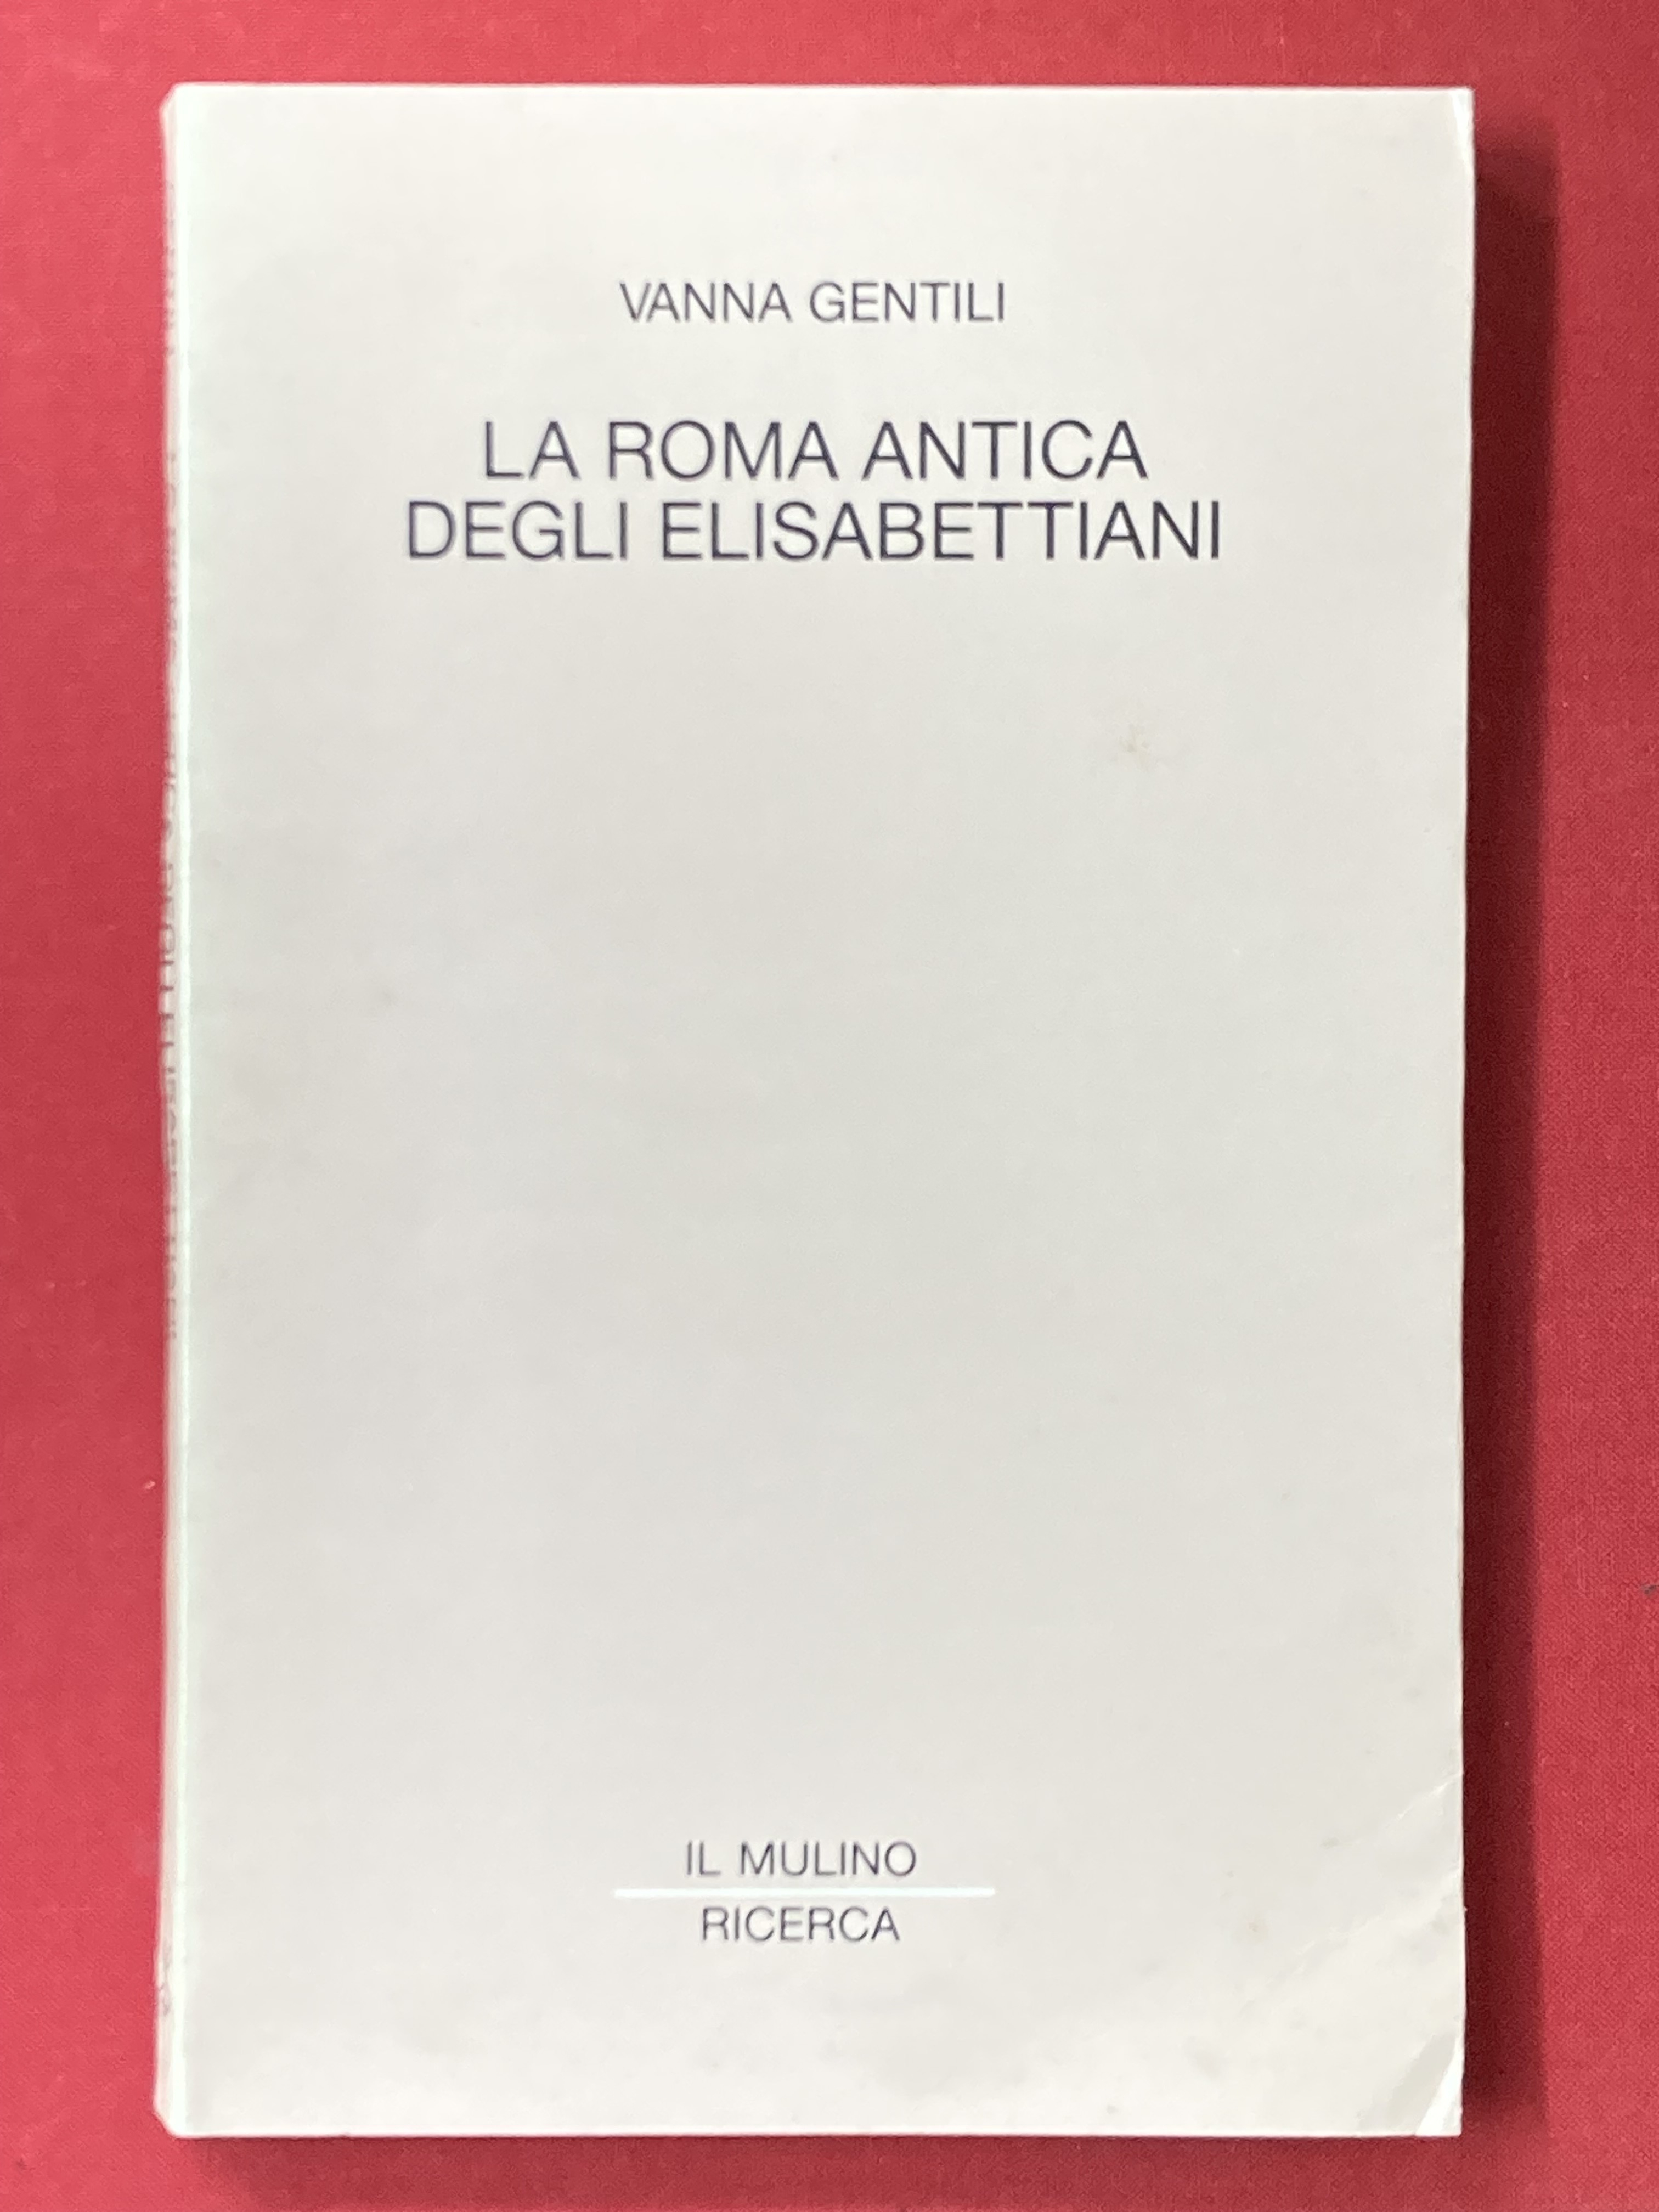 VANNA GENTILI
LA ROMA ANTICA
DEGLI ELISABETTIANI
IL MULINO
RICERCA